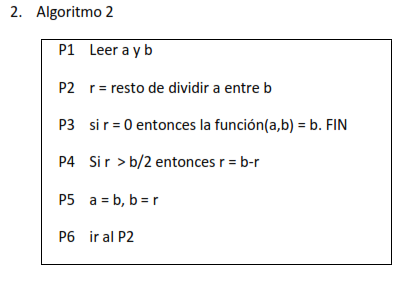 2. Algoritmo 2
P1 Leer a y b
P2 r = resto de dividir a entre b
P3 si r = 0 entonces la función(a,b) = b. FIN
P4 Si r > b/2 entonces r = b-r
P5 a = b, b = r
P6 ir al P2